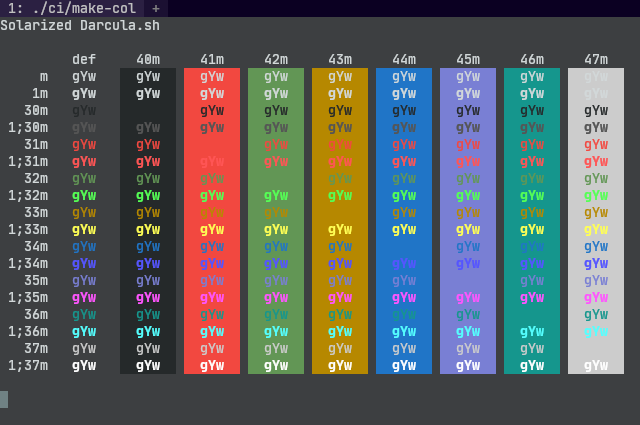 1: ./ci/make-col +
Solarized Darcula.sh
def 40m 41m 42m 43m 44m 45m 46m 47m
m gYw gYw gYw gYw gYw gYw gYw gYw gYw
1m gYw gYw gYw gYw gYw gYw gYw gYw gYw
30m gYw gYw gYw gYw gYw gYw gYw gYw
1;30m gYw gYw gYw gYw gYw gYw gYw gYw gYw
31m gYw gYw gYw gYw gYw gYw gYw gYw
1;31m gYw gYw gYw gYw gYw gYw gYw gYw gYw
32m gYw gYw gYw gYw gYw gYw gYw gYw
1;32m gYw gYw gYw gYw gYw gYw gYw gYw gYw
33m gYw gYw gYw gYw gYw gYw gYw gYw
1;33m gYw gYw gYw gYw gYw gYw gYw gYw gYw
34m gYw gYw gYw gYw gYw gYw gYw gYw
1;34m gYw gYw gYw gYw gYw gYw gYw gYw gYw
35m gYw gYw gYw gYw gYw gYw gYw gYw
1;35m gYw gYw gYw gYw gYw gYw gYw gYw gYw
36m gYw gYw gYw gYw gYw gYw gYw gYw
1;36m gYw gYw gYw gYw gYw gYw gYw gYw gYw
37m gYw gYw gYw gYw gYw gYw gYw gYw
1;37m gYw gYw gYw gYw gYw gYw gYw gYw gYw